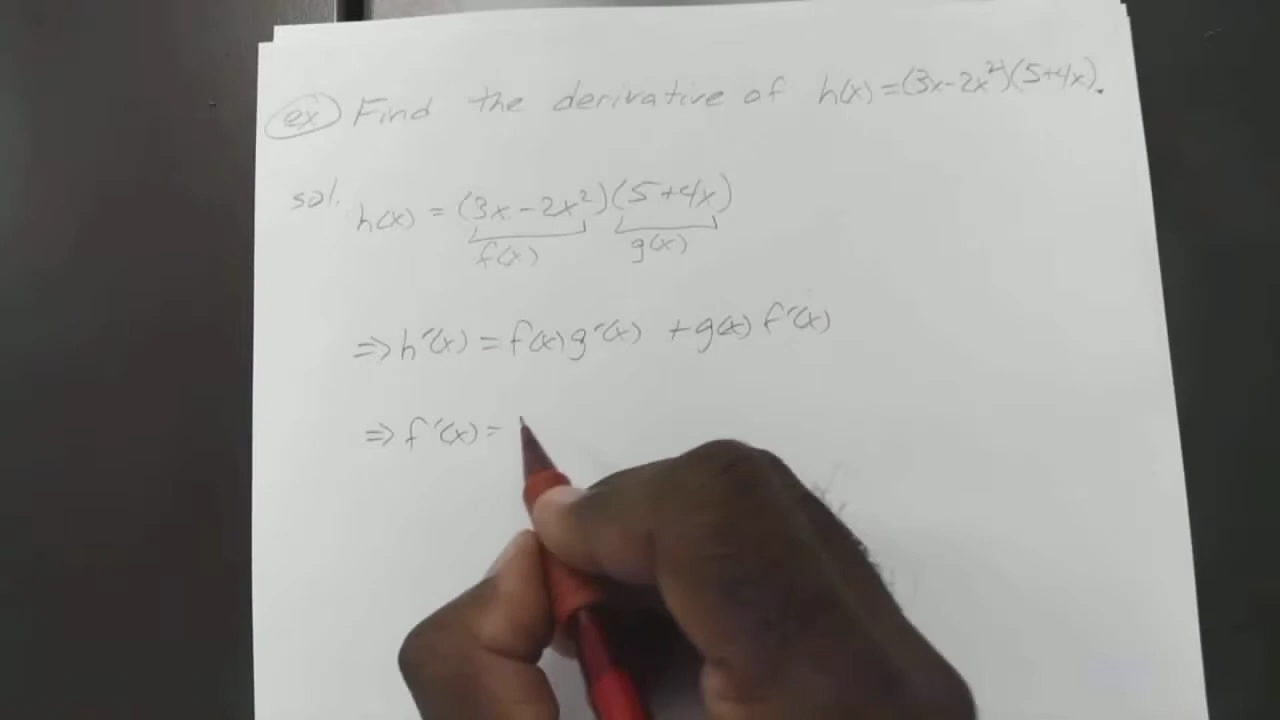 ex Find the derivative of h(x)=(3x-2x²)(5+4x).
sol. h(x) = (3x-2x²)(5+4x)
f(x) g(x)
⇒h'(x) = f(x)g'(x) +g(x) f'(x)
⇒ f'(x)=